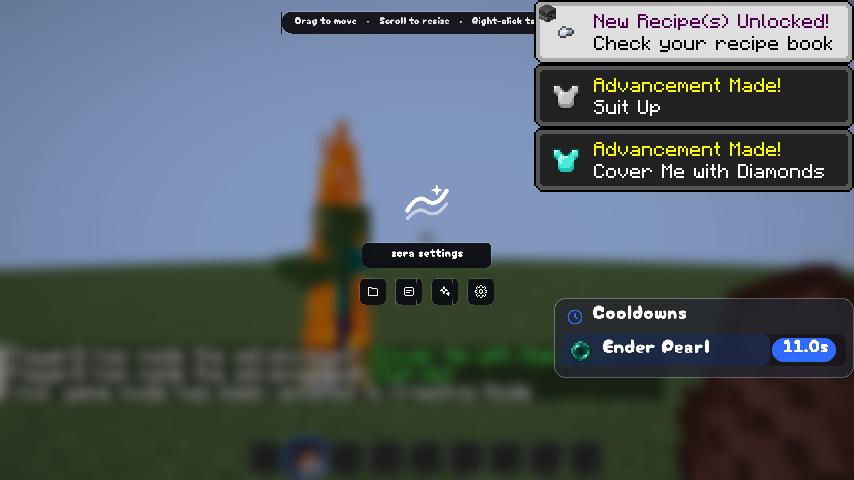 Drag to move • Scroll to resize • Right-click to
New Recipe(s) Unlocked!
Check your recipe book
Advancement Made!
Suit Up
Advancement Made!
Cover Me with Diamonds
zora settings
Cooldowns
Ender Pearl
11.0s